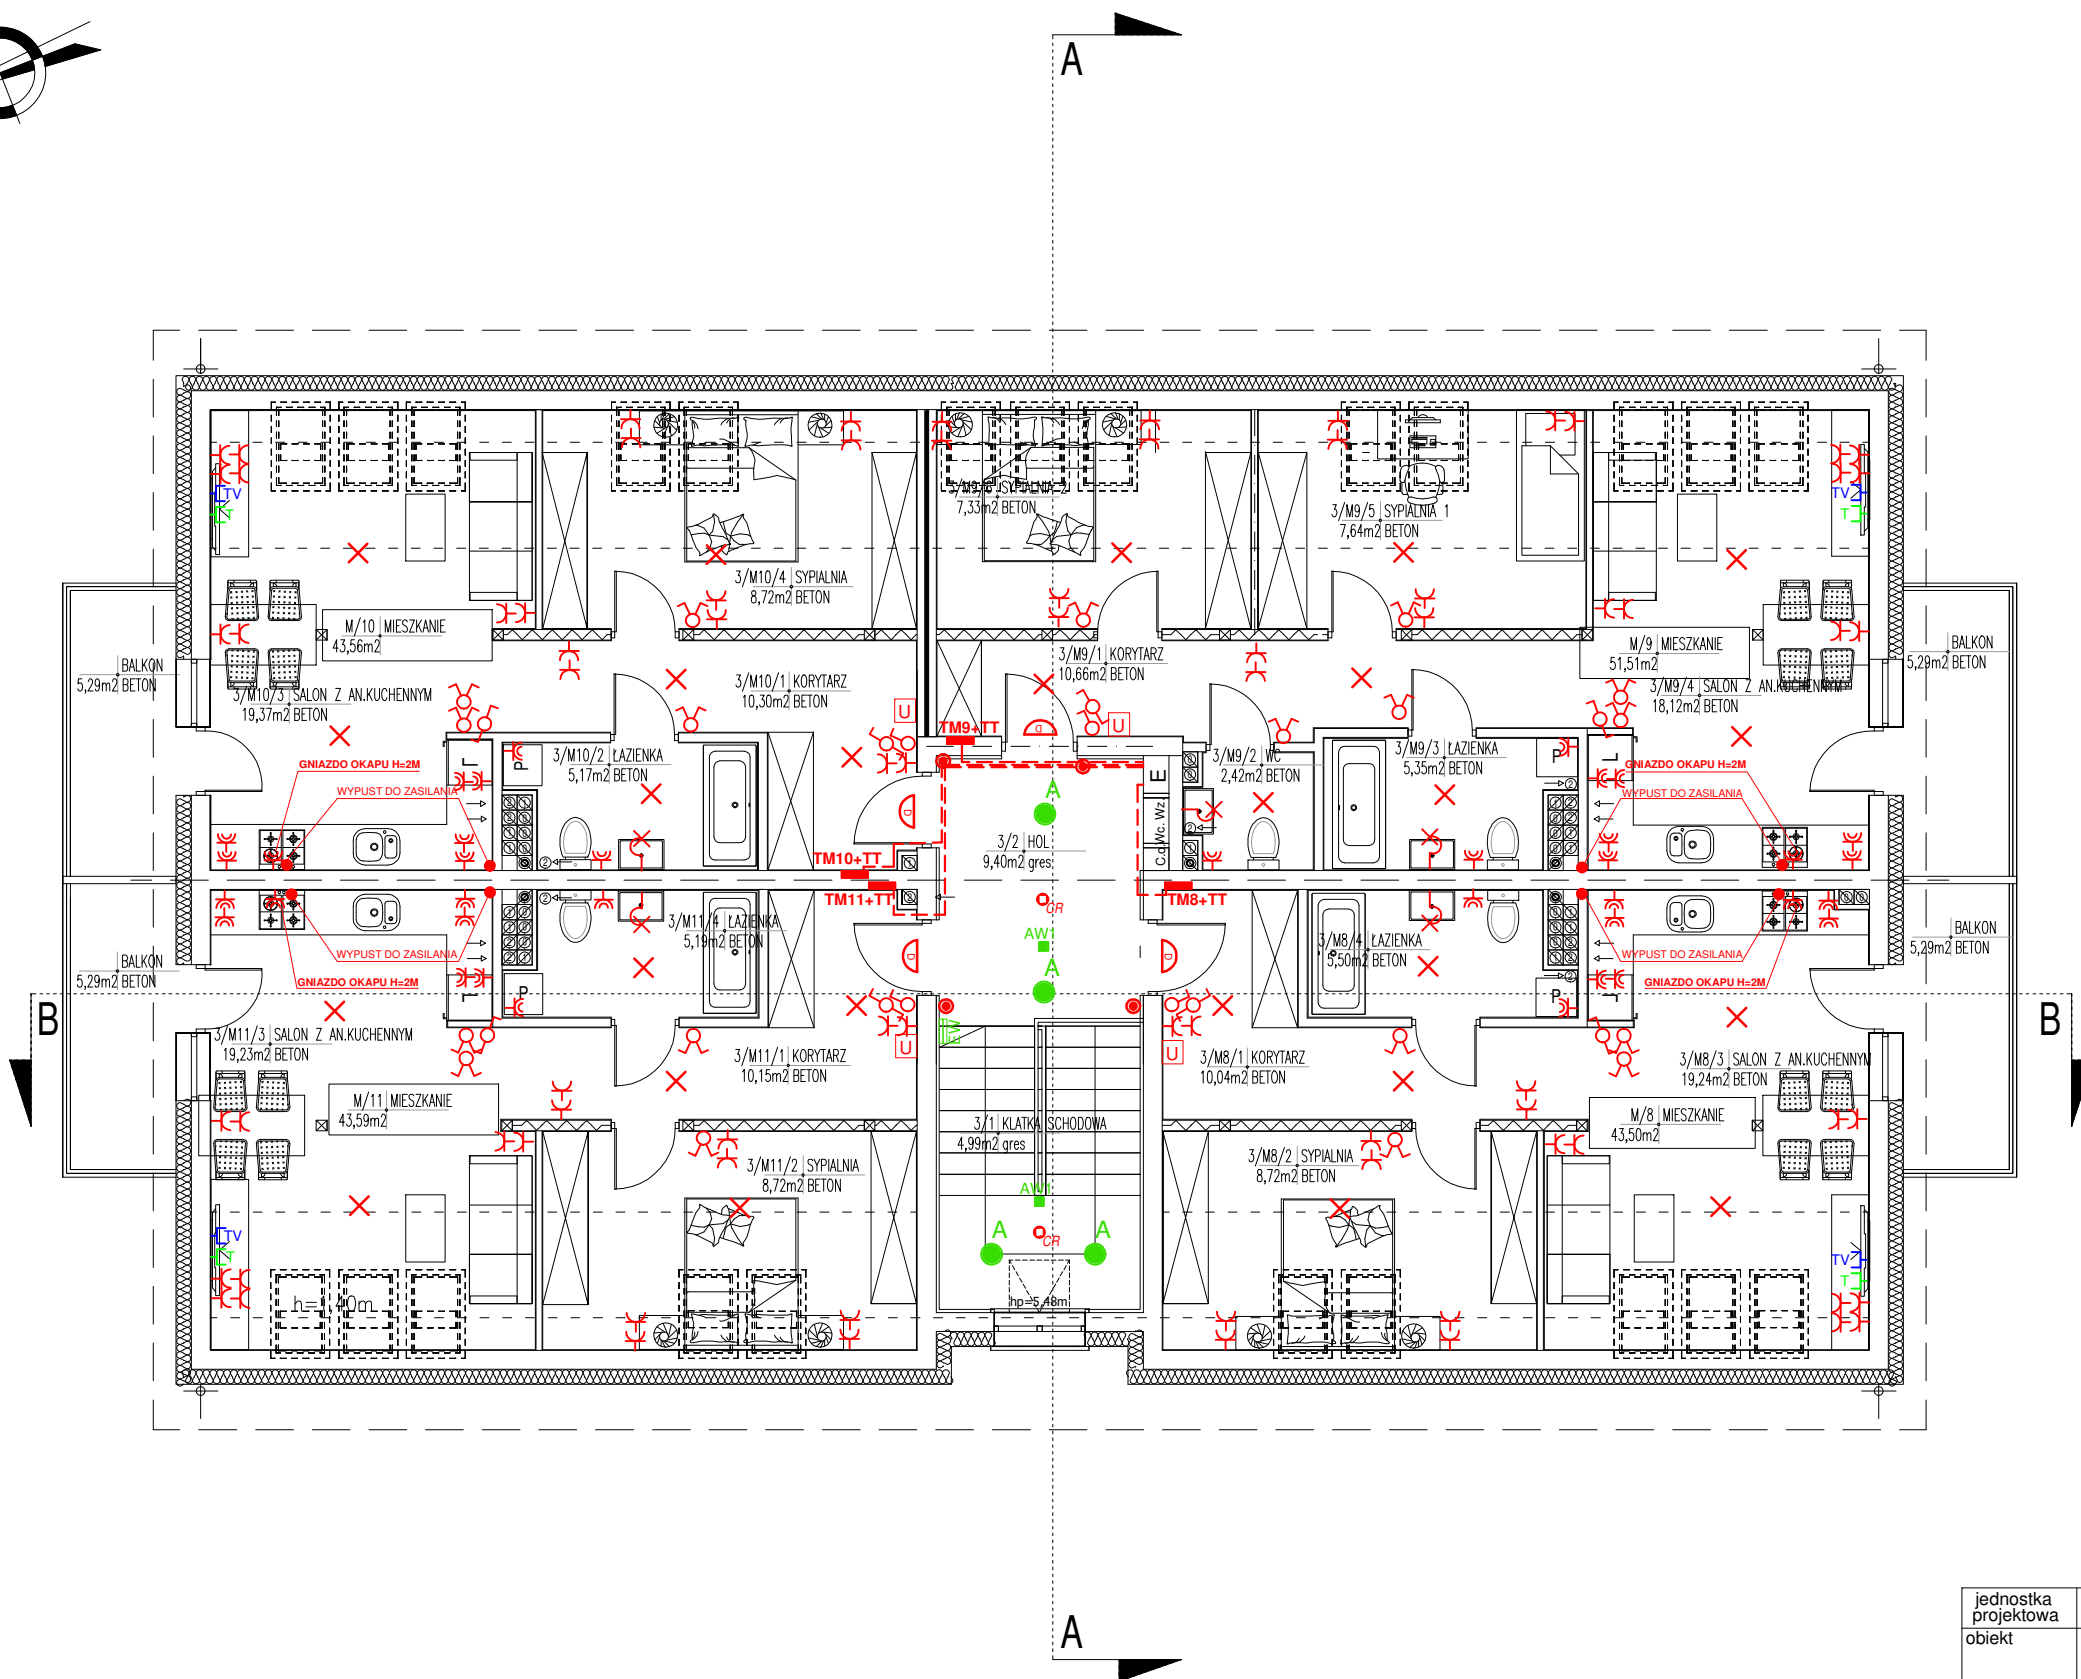 A
3/M9/6 SYPIALNIA 2
7,33m2 BETON
3/M9/5 SYPIALNIA 1
7,64m2 BETON
TV
T
TV
T
3/M10/4 SYPIALNIA
8,72m2 BETON
M/10 MIESZKANIE
43,56m2
M/9 MIESZKANIE
51,51m2
BALKON
5,29m2 BETON
BALKON
5,29m2 BETON
3/M10/3 SALON Z AN.KUCHENNYM
19,37m2 BETON
3/M10/1 KORYTARZ
10,30m2 BETON
3/M9/1 KORYTARZ
10,66m2 BETON
3/M9/4 SALON Z AN.KUCHENNYM
18,12m2 BETON
U
U
TM9+TT
D
3/M10/2 ŁAZIENKA
5,17m2 BETON
3/M9/2 WC
2,42m2 BETON
3/M9/3 ŁAZIENKA
5,35m2 BETON
P
P
L
L
GNIAZDO OKAPU H=2M
WYPUST DO ZASILANIA
GNIAZDO OKAPU H=2M
WYPUST DO ZASILANIA
E
C.o.Wc. Wz
A
D
3/2 HOL
9,40m2 gres
TM10+TT
TM11+TT
TM8+TT
CR
AW1
A
D
D
3/M11/4 ŁAZIENKA
5,19m2 BETON
3/M8/4 ŁAZIENKA
5,50m2 BETON
WYPUST DO ZASILANIA
GNIAZDO OKAPU H=2M
WYPUST DO ZASILANIA
GNIAZDO OKAPU H=2M
BALKON
5,29m2 BETON
BALKON
5,29m2 BETON
P
P
L
L
B
B
3/M11/3 SALON Z AN.KUCHENNYM
19,23m2 BETON
3/M11/1 KORYTARZ
10,15m2 BETON
U
U
3/M8/1 KORYTARZ
10,04m2 BETON
3/M8/3 SALON Z AN.KUCHENNYM
19,24m2 BETON
M/11 MIESZKANIE
43,59m2
3/1 KLATKA SCHODOWA
4,99m2 gres
M/8 MIESZKANIE
43,50m2
3/M11/2 SYPIALNIA
8,72m2 BETON
3/M8/2 SYPIALNIA
8,72m2 BETON
AW1
A
A
CR
TV
T
TV
T
h=1,40m
hp=5,48m
A
jednostka
projektowa
obiekt